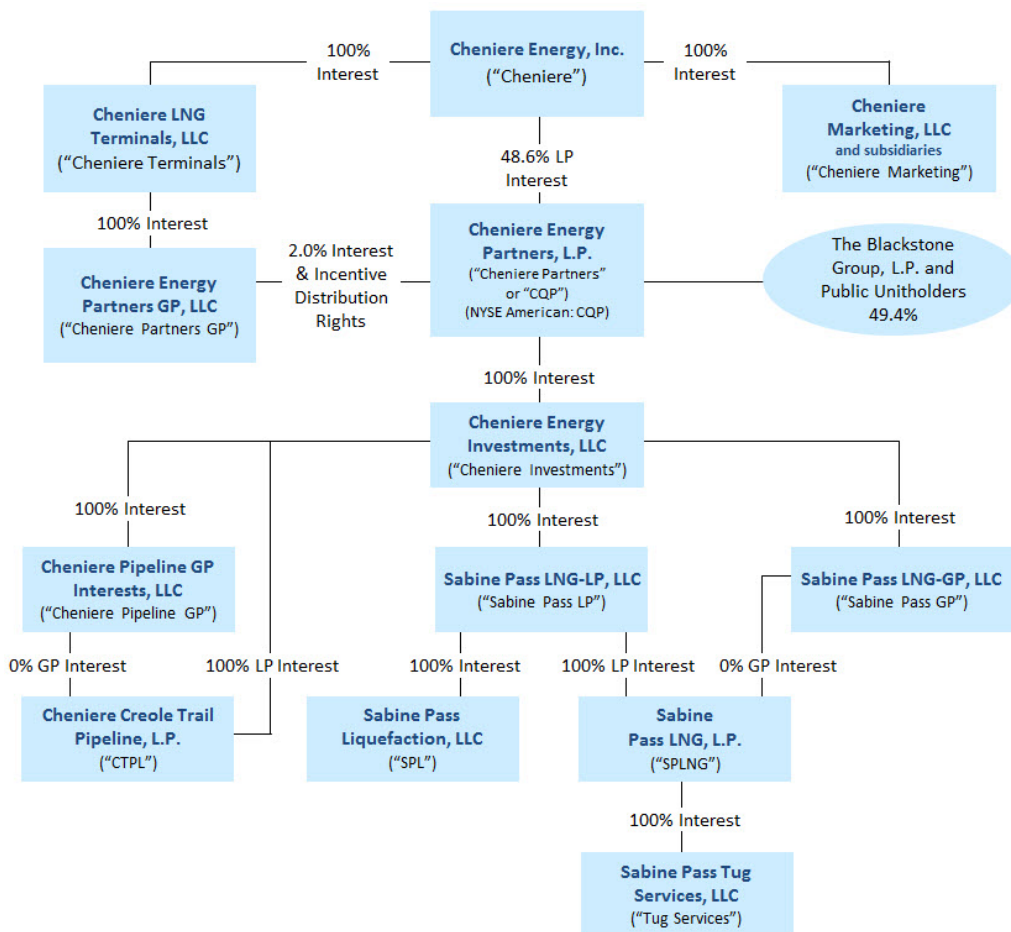 Cheniere Energy, Inc.
(“Cheniere”)
100%
Interest
100%
Interest
Cheniere LNG
Terminals, LLC
(“Cheniere Terminals”)
Cheniere
Marketing, LLC
and subsidiaries
(“Cheniere Marketing”)
48.6% LP
Interest
100% Interest
Cheniere Energy
Partners GP, LLC
(“Cheniere Partners GP”)
2.0% Interest
& Incentive
Distribution
Rights
Cheniere Energy
Partners, L.P.
(“Cheniere Partners”
or “CQP”)
(NYSE American: CQP)
The Blackstone
Group, L.P. and
Public Unitholders
49.4%
100% Interest
Cheniere Energy
Investments, LLC
(“Cheniere Investments”)
100% Interest
100% Interest
100% Interest
Cheniere Pipeline GP
Interests, LLC
(“Cheniere Pipeline GP”)
Sabine Pass LNG-LP, LLC
(“Sabine Pass LP”)
Sabine Pass LNG-GP, LLC
(“Sabine Pass GP”)
0% GP Interest
100% LP Interest
100% Interest
100% LP Interest
0% GP Interest
Cheniere Creole Trail
Pipeline, L.P.
(“CTPL”)
Sabine Pass
Liquefaction, LLC
(“SPL”)
Sabine
Pass LNG, L.P.
(“SPLNG”)
100% Interest
Sabine Pass Tug
Services, LLC
(“Tug Services”)